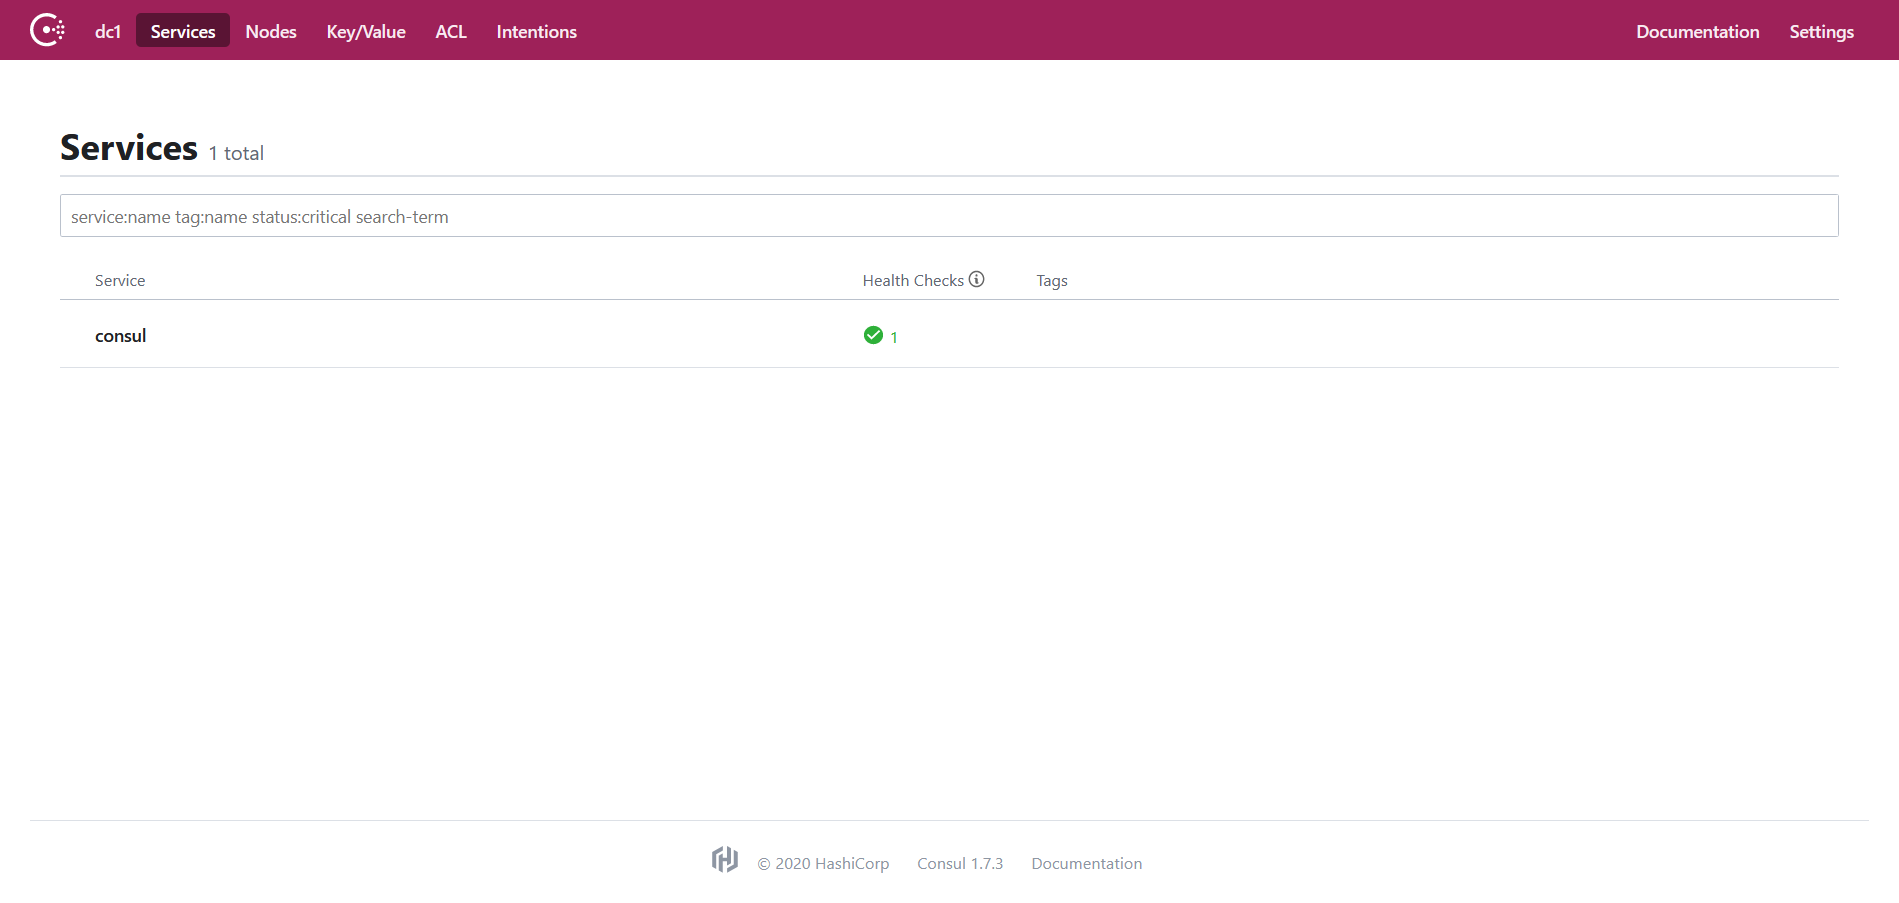 dc1 Services Nodes Key/Value ACL Intentions Documentation Settings
Services 1 total
service:name tag:name status:critical search-term
Service Health Checks Tags
consul 1
© 2020 HashiCorp Consul 1.7.3 Documentation